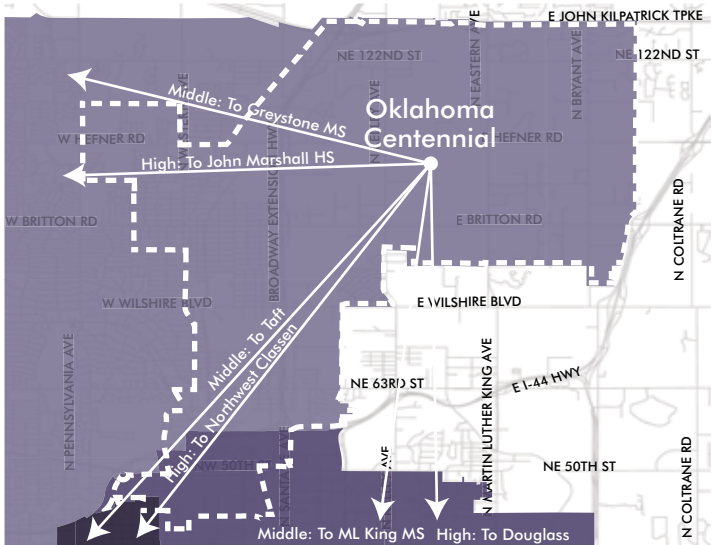 E JOHN KILPATRICK TPKE
NE 122ND ST
NE 122ND ST
N EASTERN AVE
N BRYANT AVE
Middle: To Greystone MS
Oklahoma
Centennial
W HEFNER RD
HEFNER RD
High: To John Marshall HS
BROADWAY EXTENSION HWY
W BRITTON RD
E BRITTON RD
N COLTRANE RD
W WILSHIRE BLVD
E WILSHIRE BLVD
Middle: To Taft
High: To Northwest Classen
N PENNSYLVANIA AVE
NE 63RD ST
E I-44 HWY
N MARTIN LUTHER KING AVE
NW 50TH ST
NE 50TH ST
N COLTRANE RD
AVE
Middle: To ML King MS
High: To Douglass